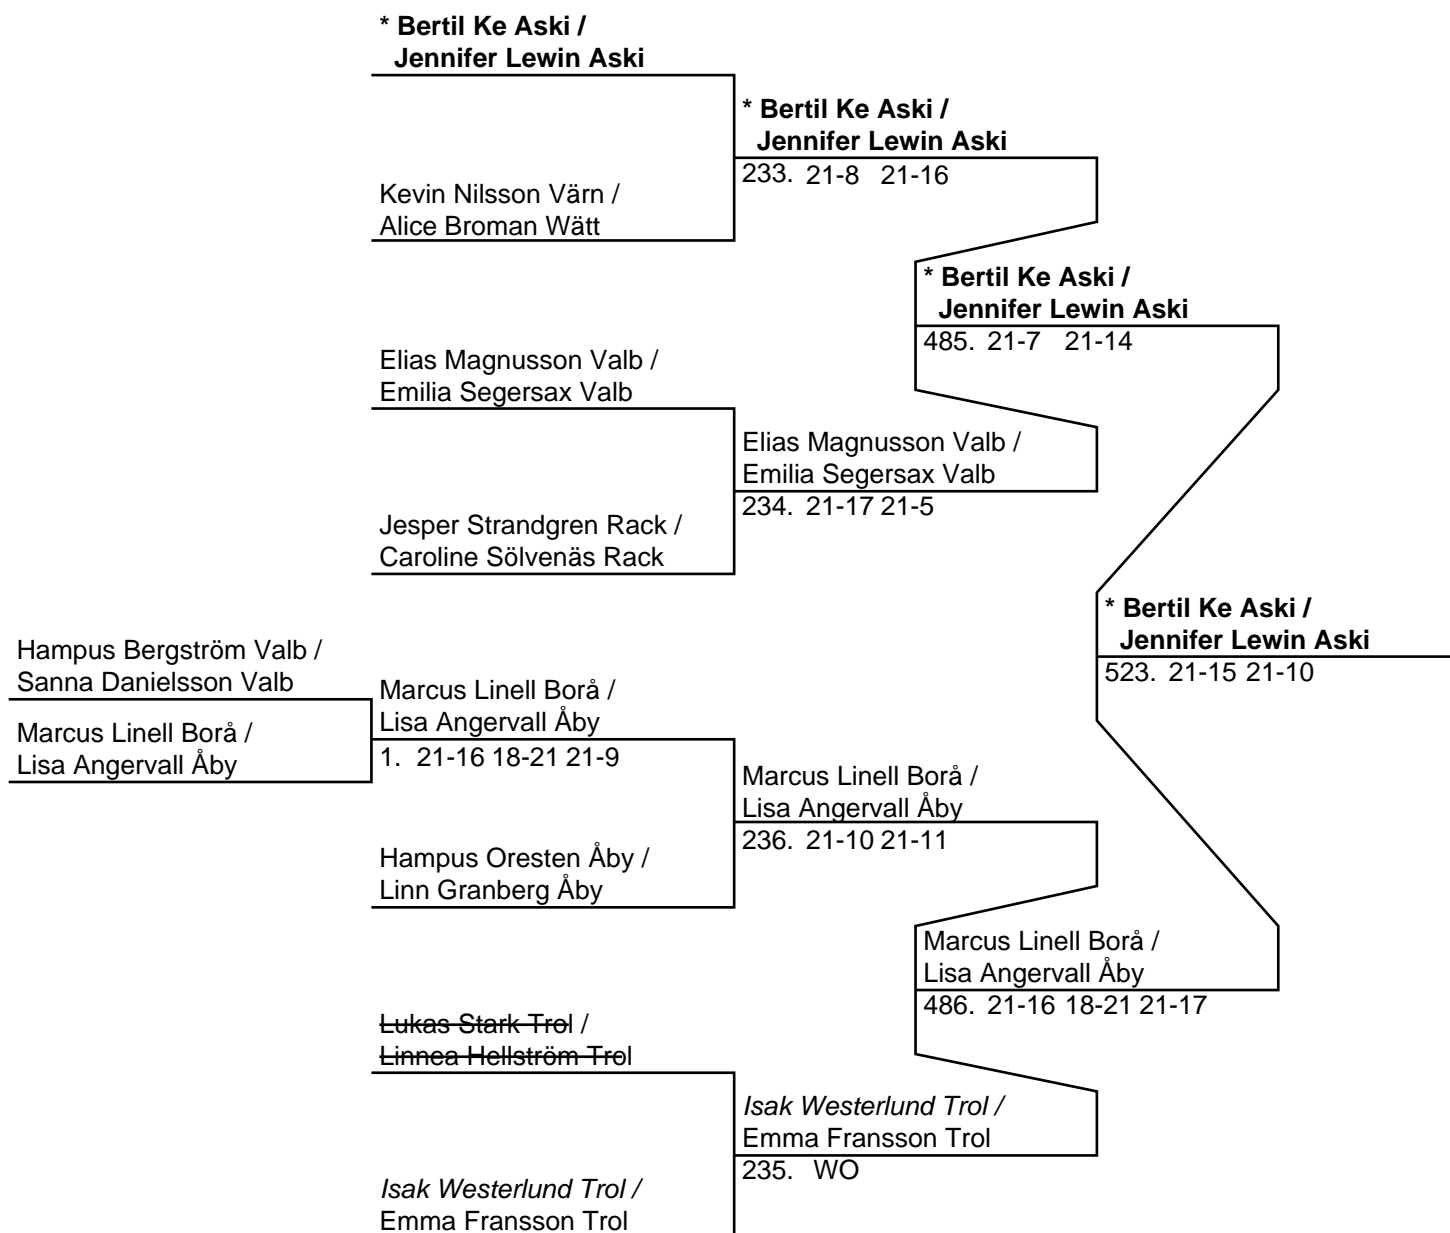 * Bertil Ke Aski /
Jennifer Lewin Aski
* Bertil Ke Aski /
Jennifer Lewin Aski
233. 21-8 21-16
Kevin Nilsson Värn /
Alice Broman Wätt
* Bertil Ke Aski /
Jennifer Lewin Aski
485. 21-7 21-14
Elias Magnusson Valb /
Emilia Segersax Valb
Elias Magnusson Valb /
Emilia Segersax Valb
234. 21-17 21-5
Jesper Strandgren Rack /
Caroline Sölvenäs Rack
* Bertil Ke Aski /
Jennifer Lewin Aski
523. 21-15 21-10
Hampus Bergström Valb /
Sanna Danielsson Valb
Marcus Linell Borå /
Lisa Angervall Åby
1. 21-16 18-21 21-9
Marcus Linell Borå /
Lisa Angervall Åby
Marcus Linell Borå /
Lisa Angervall Åby
236. 21-10 21-11
Hampus Oresten Åby /
Linn Granberg Åby
Marcus Linell Borå /
Lisa Angervall Åby
486. 21-16 18-21 21-17
Lukas Stark Trol /
Linnea Hellström Trol
Isak Westerlund Trol /
Emma Fransson Trol
235. WO
Isak Westerlund Trol /
Emma Fransson Trol